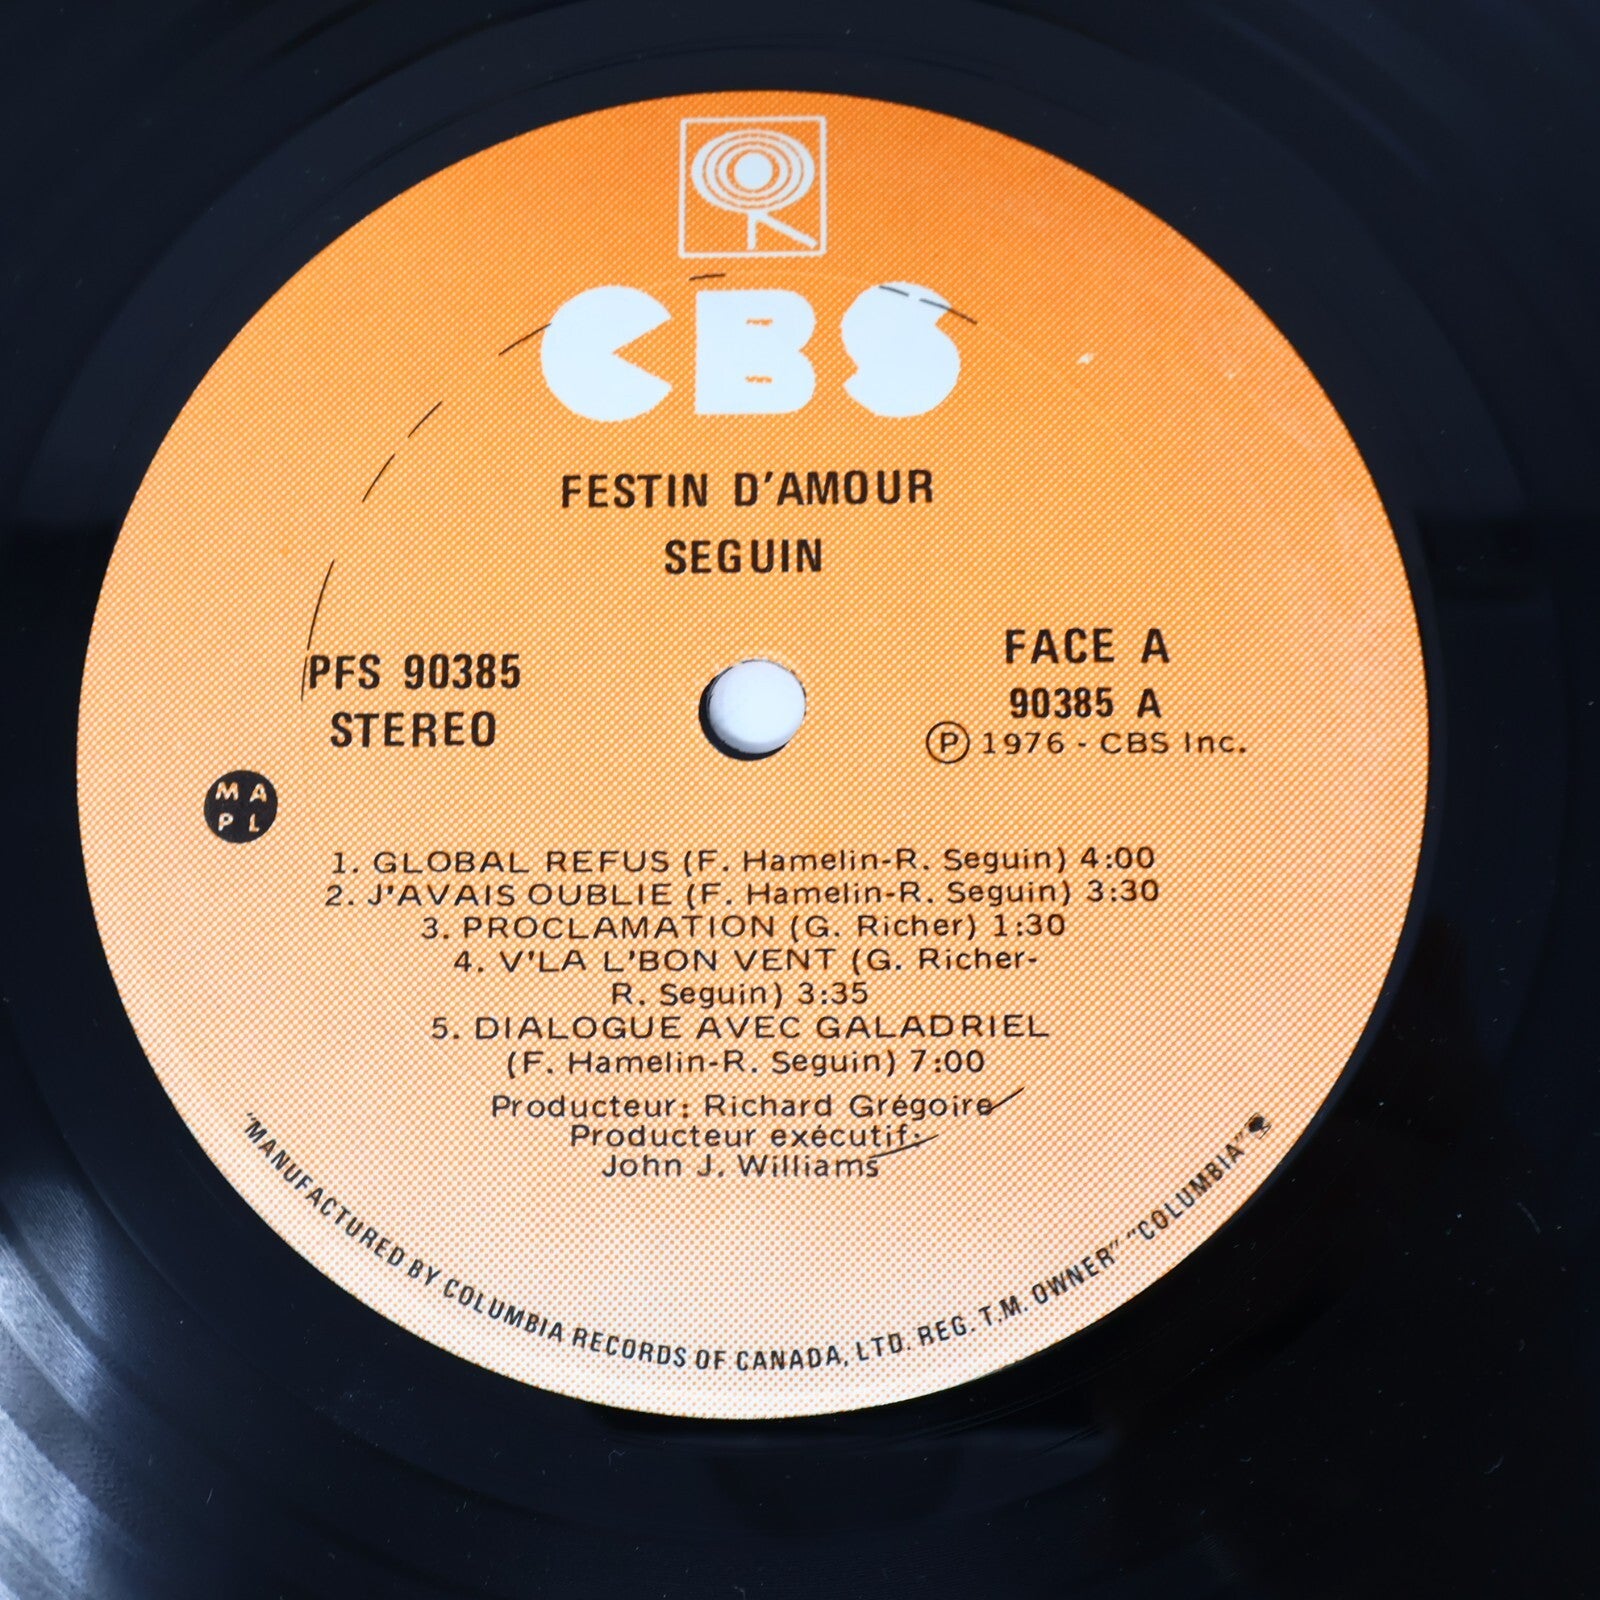 CBS
FESTIN D'AMOUR
SEGUIN
PFS 90385
STEREO
FACE A
90385 A
Ⓟ 1976 - CBS Inc.
M A
P L
1. GLOBAL REFUS (F. Hamelin-R. Seguin) 4:00
2. J'AVAIS OUBLIE (F. Hamelin-R. Seguin) 3:30
3. PROCLAMATION (G. Richer) 1:30
4. V'LA L'BON VENT (G. Richer-
R. Seguin) 3:35
5. DIALOGUE AVEC GALADRIEL
(F. Hamelin-R. Seguin) 7:00
Producteur: Richard Grégoire
Producteur exécutif:
John J. Williams
"MANUFACTURED BY COLUMBIA RECORDS OF CANADA, LTD. REG. T.M. OWNER" "COLUMBIA"